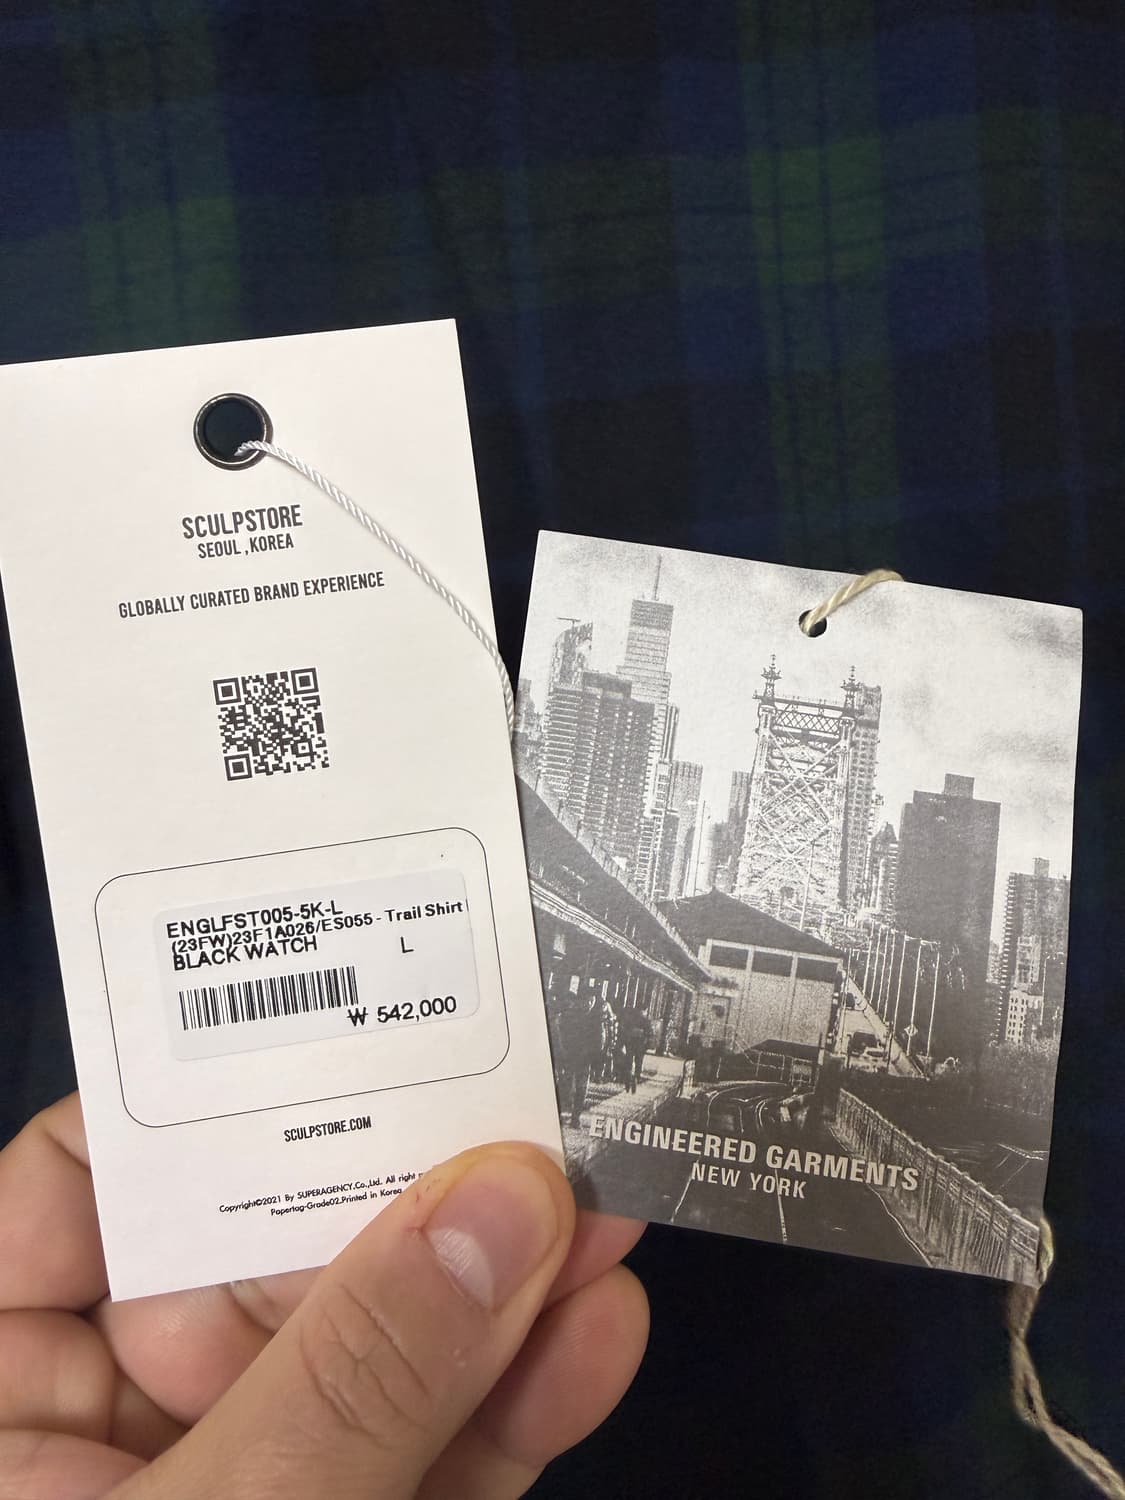 SCULPSTORE
SEOUL ,KOREA
GLOBALLY CURATED BRAND EXPERIENCE
ENGLFST005-5K-L
(23FW)23F1A026/ES055 - Trail Shirt
BLACK WATCH L
₩ 542,000
SCULPSTORE.COM
Copyright©2021 By SUPERAGENCY.Co.,Ltd. All right
Papertag-Grade02.Printed in Korea
ENGINEERED GARMENTS
NEW YORK